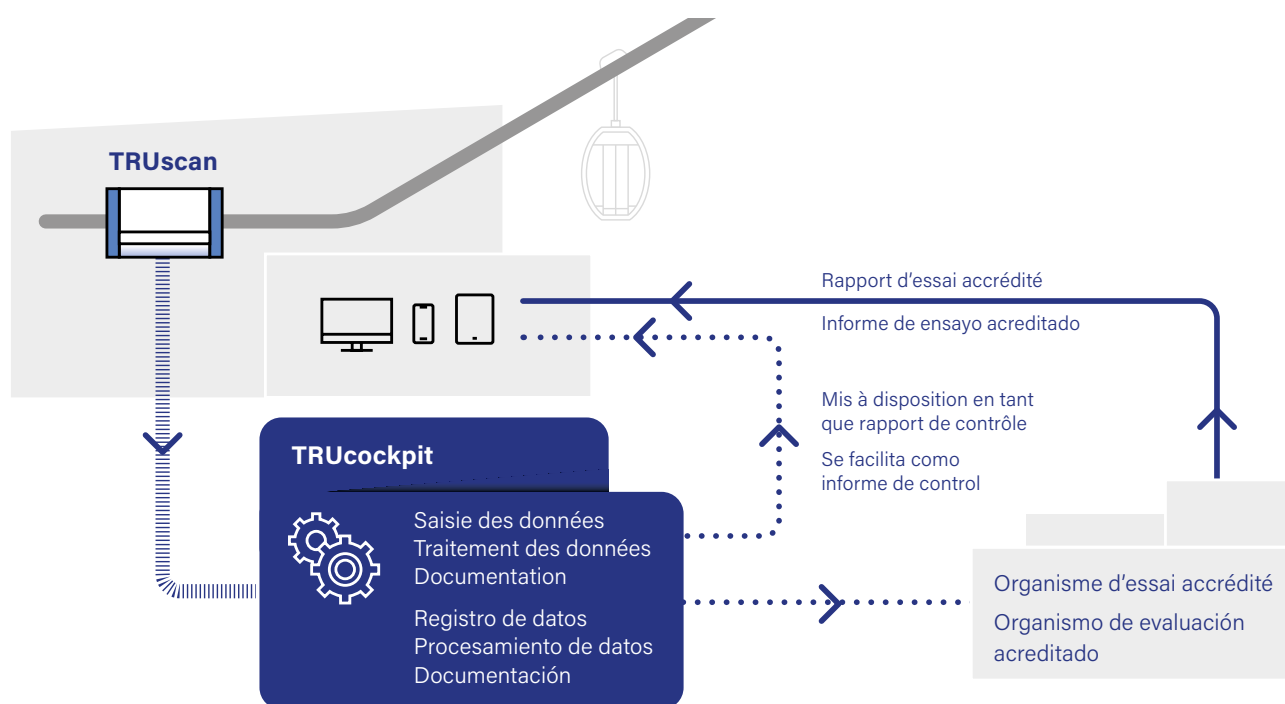 TRUscan
Rapport d’essai accrédité
Informe de ensayo acreditado
Mis à disposition en tant
que rapport de contrôle
Se facilita como
informe de control
TRUcockpit
Saisie des données
Traitement des données
Documentation
Registro de datos
Procesamiento de datos
Documentación
Organisme d’essai accrédité
Organismo de evaluación
acreditado